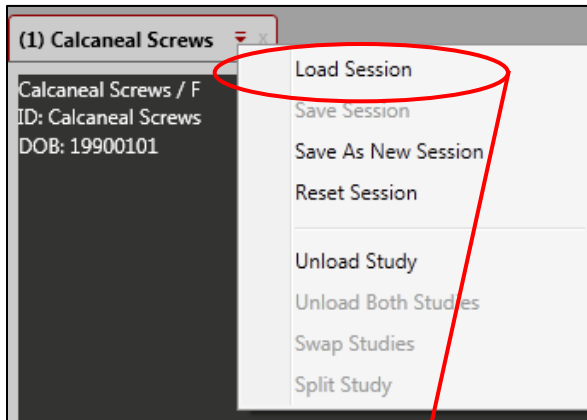 (1) Calcaneal Screws x
Calcaneal Screws / F
ID: Calcaneal Screws
DOB: 19900101
Load Session
Save Session
Save As New Session
Reset Session
Unload Study
Unload Both Studies
Swap Studies
Split Study